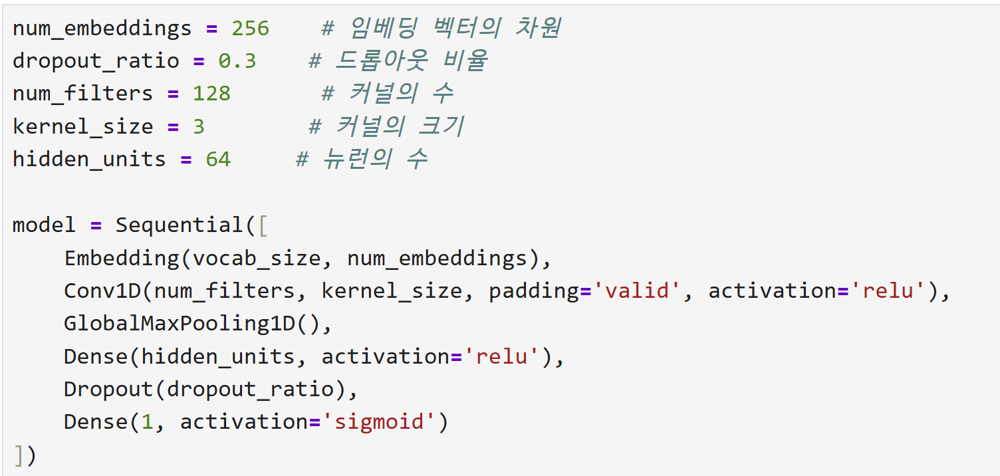 num_embeddings = 256    # 임베딩 벡터의 차원
dropout_ratio = 0.3    # 드롭아웃 비율
num_filters = 128       # 커널의 수
kernel_size = 3        # 커널의 크기
hidden_units = 64     # 뉴런의 수

model = Sequential([
    Embedding(vocab_size, num_embeddings),
    Conv1D(num_filters, kernel_size, padding='valid', activation='relu'),
    GlobalMaxPooling1D(),
    Dense(hidden_units, activation='relu'),
    Dropout(dropout_ratio),
    Dense(1, activation='sigmoid')
])